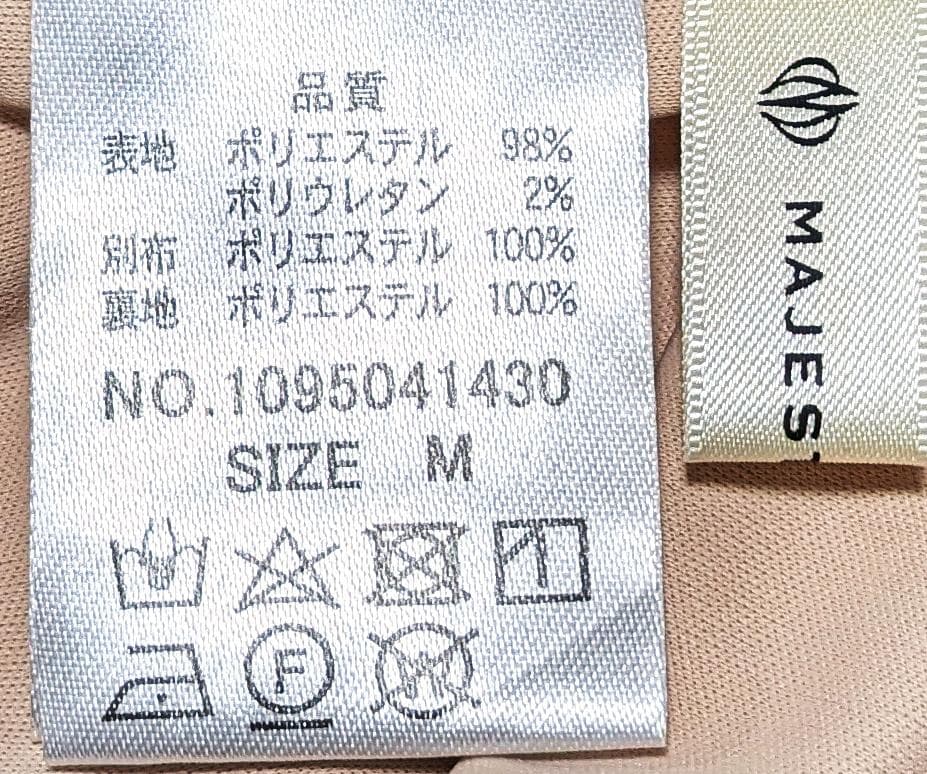 品質
表地 ポリエステル 98%
ポリウレタン 2%
別布 ポリエステル 100%
裏地 ポリエステル 100%
NO.1095041430
SIZE M
F
W
MAJES